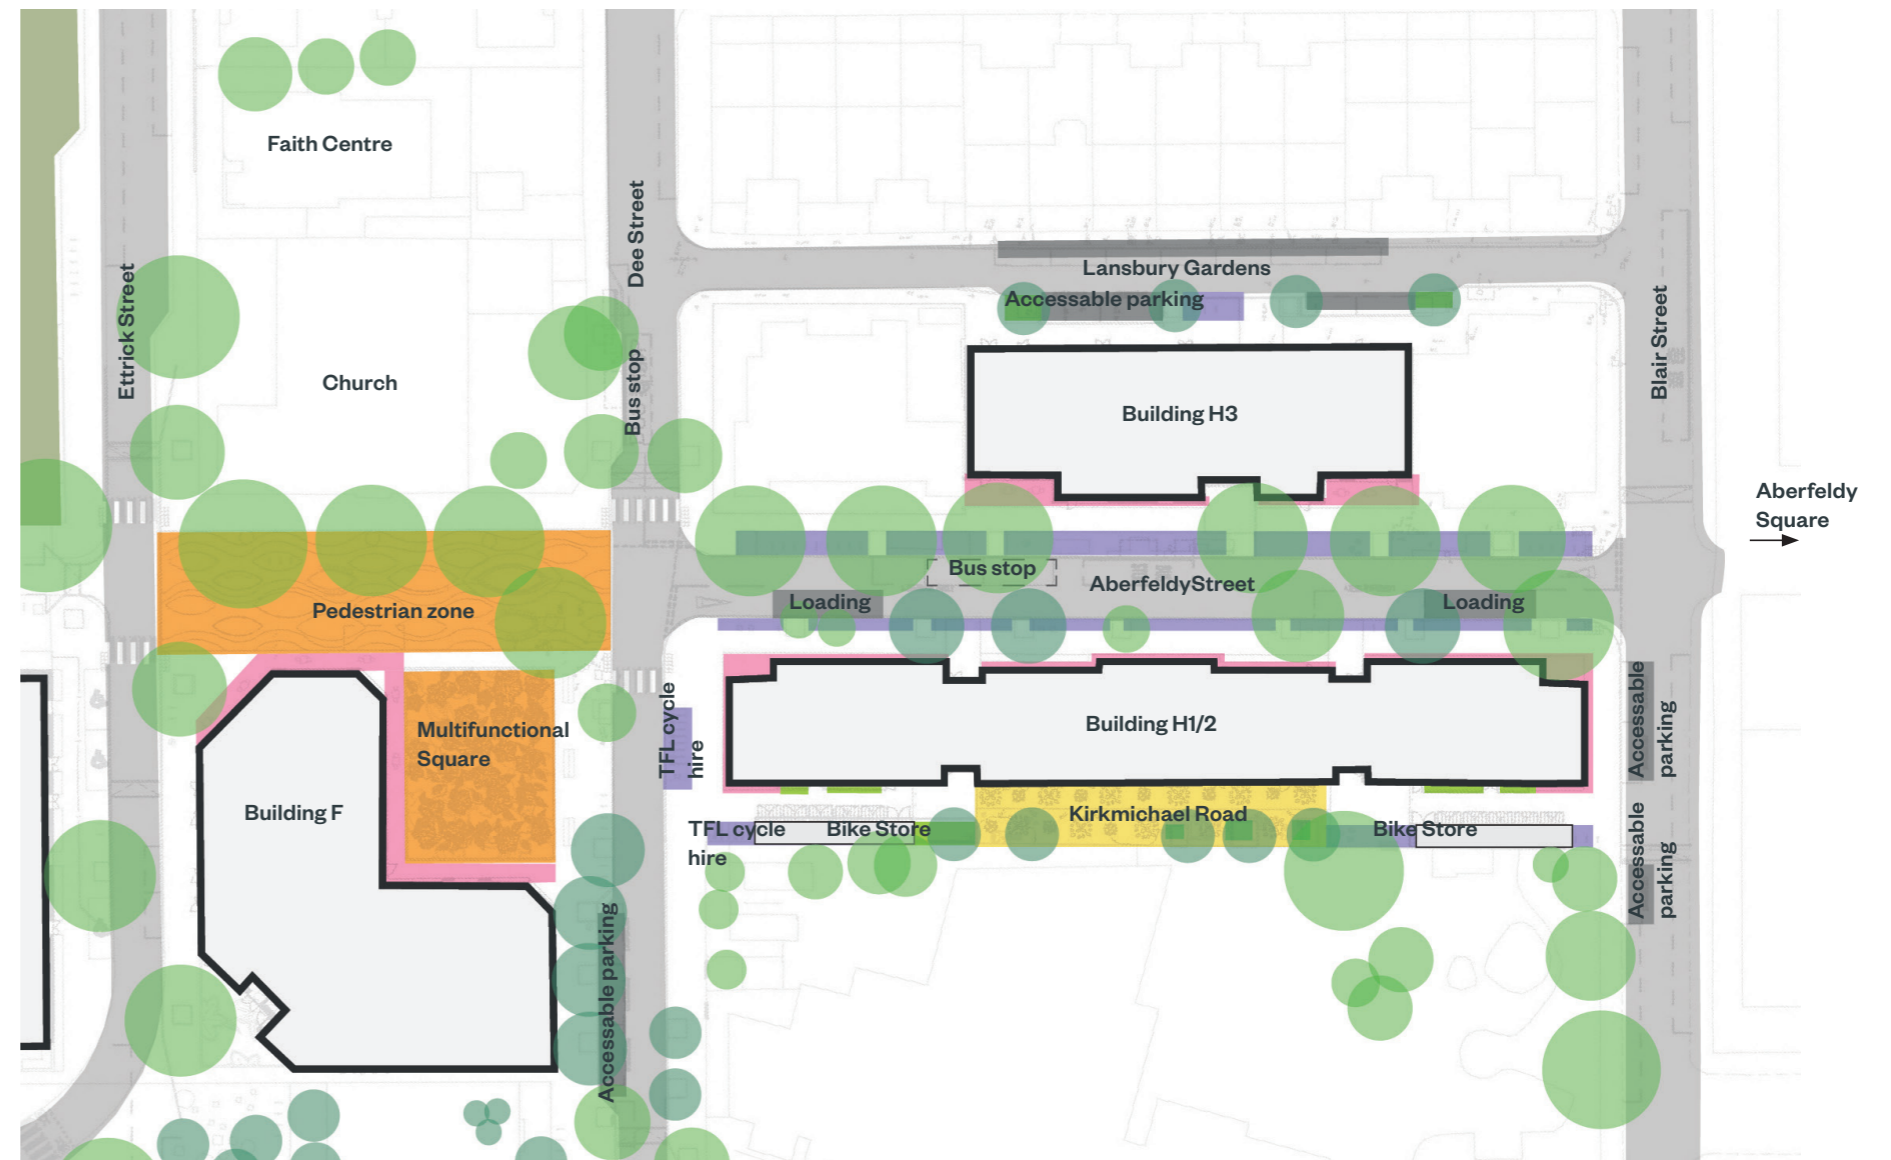 Faith Centre
Dee Street
Ettrick Street
Lansbury Gardens
Accessable parking
Blair Street
Church
Bus stop
Building H3
Aberfeldy
Square
Bus stop
AberfeldyStreet
Loading
Loading
Pedestrian zone
Multifunctional
Square
TFL cycle
hire
Building H1/2
Accessable
parking
Building F
TFL cycle
hire
Bike Store
Kirkmichael Road
Bike Store
Accessable
parking
Accessable parking